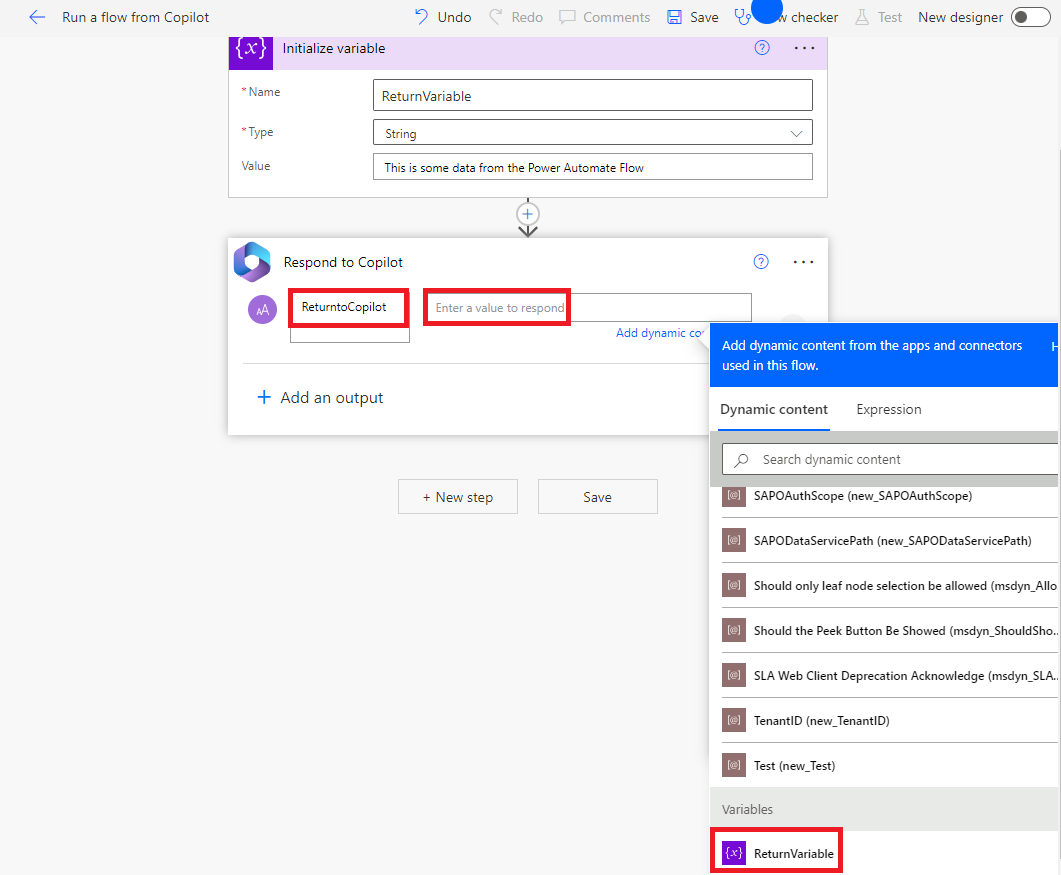 Run a flow from Copilot
Undo
Redo
Comments
Save
w checker
Test
New designer
{x} Initialize variable
* Name
ReturnVariable
* Type
String
Value
This is some data from the Power Automate Flow
Respond to Copilot
AA
ReturntoCopilot
Enter a value to respond
Add dynamic co
Add dynamic content from the apps and connectors
used in this flow.
H
Dynamic content
Expression
Search dynamic content
[@] SAPOAuthScope (new_SAPOAuthScope)
[@] SAPODataServicePath (new_SAPODataServicePath)
[@] Should only leaf node selection be allowed (msdyn_Allo
[@] Should the Peek Button Be Showed (msdyn_ShouldSho...
[@] SLA Web Client Deprecation Acknowledge (msdyn_SLA...
[@] TenantID (new_TenantID)
[@] Test (new_Test)
+ Add an output
+ New step
Save
Variables
{x} ReturnVariable